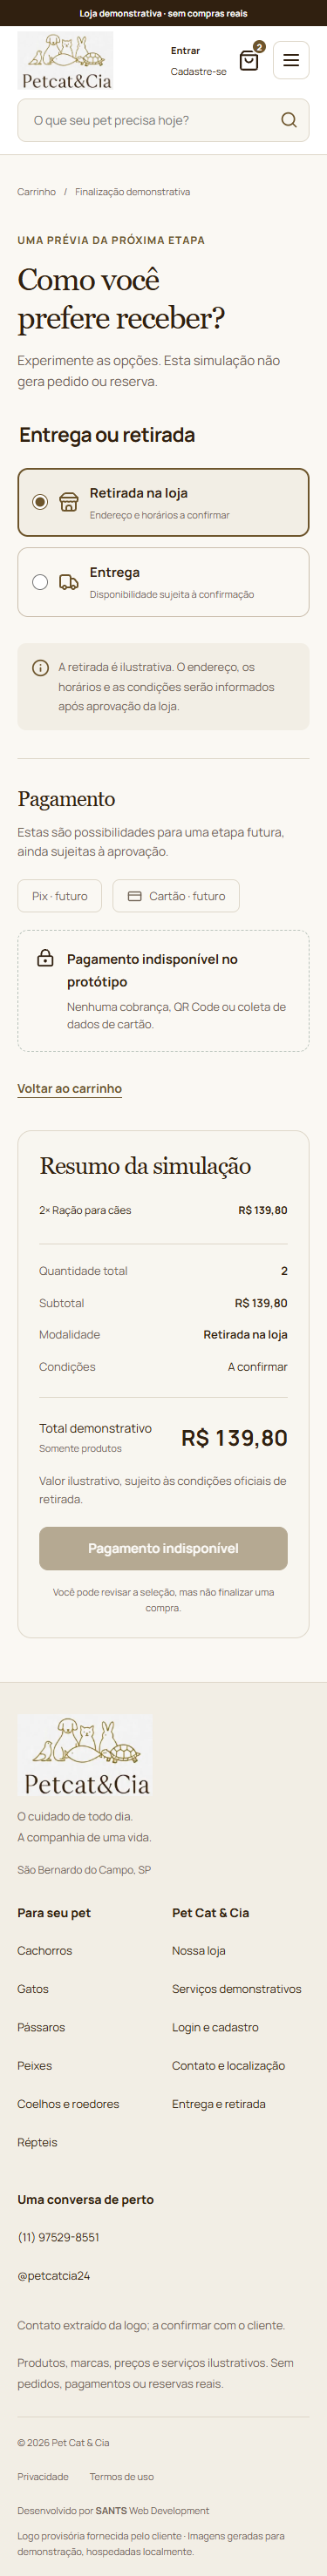 Loja demonstrativa · sem compras reais
Petcat&Cia
Entrar
Cadastre-se
2
O que seu pet precisa hoje?
Carrinho / Finalização demonstrativa
UMA PRÉVIA DA PRÓXIMA ETAPA
Como você
prefere receber?
Experimente as opções. Esta simulação não
gera pedido ou reserva.
Entrega ou retirada
Retirada na loja
Endereço e horários a confirmar
Entrega
Disponibilidade sujeita à confirmação
A retirada é ilustrativa. O endereço, os
horários e as condições serão informados
após aprovação da loja.
Pagamento
Estas são possibilidades para uma etapa futura,
ainda sujeitas à aprovação.
Pix · futuro
Cartão · futuro
Pagamento indisponível no
protótipo
Nenhuma cobrança, QR Code ou coleta de
dados de cartão.
Voltar ao carrinho
Resumo da simulação
2× Ração para cães R$ 139,80
Quantidade total 2
Subtotal R$ 139,80
Modalidade Retirada na loja
Condições A confirmar
Total demonstrativo R$ 139,80
Somente produtos
Valor ilustrativo, sujeito às condições oficiais de
retirada.
Pagamento indisponível
Você pode revisar a seleção, mas não finalizar uma
compra.
Petcat&Cia
O cuidado de todo dia.
A companhia de uma vida.
São Bernardo do Campo, SP
Para seu pet
Cachorros
Gatos
Pássaros
Peixes
Coelhos e roedores
Répteis
Pet Cat & Cia
Nossa loja
Serviços demonstrativos
Login e cadastro
Contato e localização
Entrega e retirada
Uma conversa de perto
(11) 97529-8551
@petcatcia24
Contato extraído da logo; a confirmar com o cliente.
Produtos, marcas, preços e serviços ilustrativos. Sem
pedidos, pagamentos ou reservas reais.
© 2026 Pet Cat & Cia
Privacidade Termos de uso
Desenvolvido por SANTS Web Development
Logo provisória fornecida pelo cliente · Imagens geradas para
demonstração, hospedadas localmente.